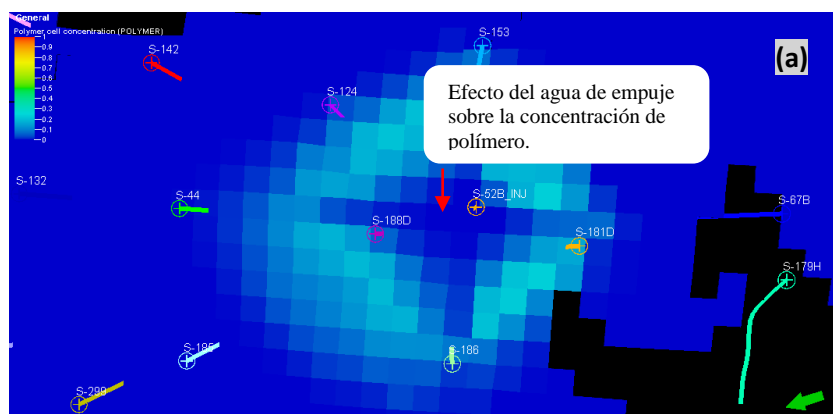 General
Polymer cell concentration (POLYMER)
1
0.9
0.8
0.7
0.6
0.5
0.4
0.3
0.2
0.1
0
S-142
S-153
(a)
Efecto del agua de empuje
sobre la concentración de
polímero.
S-124
S-132
S-44
S-52B_INJ
S-67B
S-188D
S-181D
S-179H
S-186